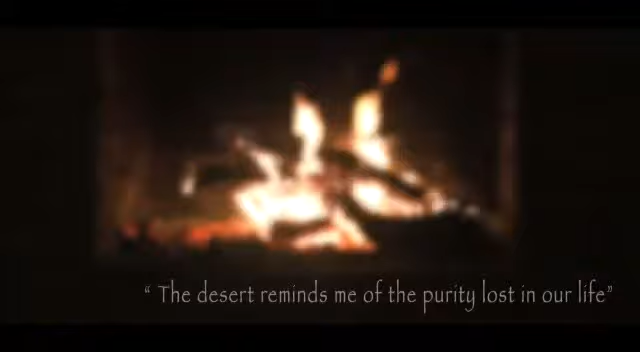 “ The desert reminds me of the purity lost in our life”